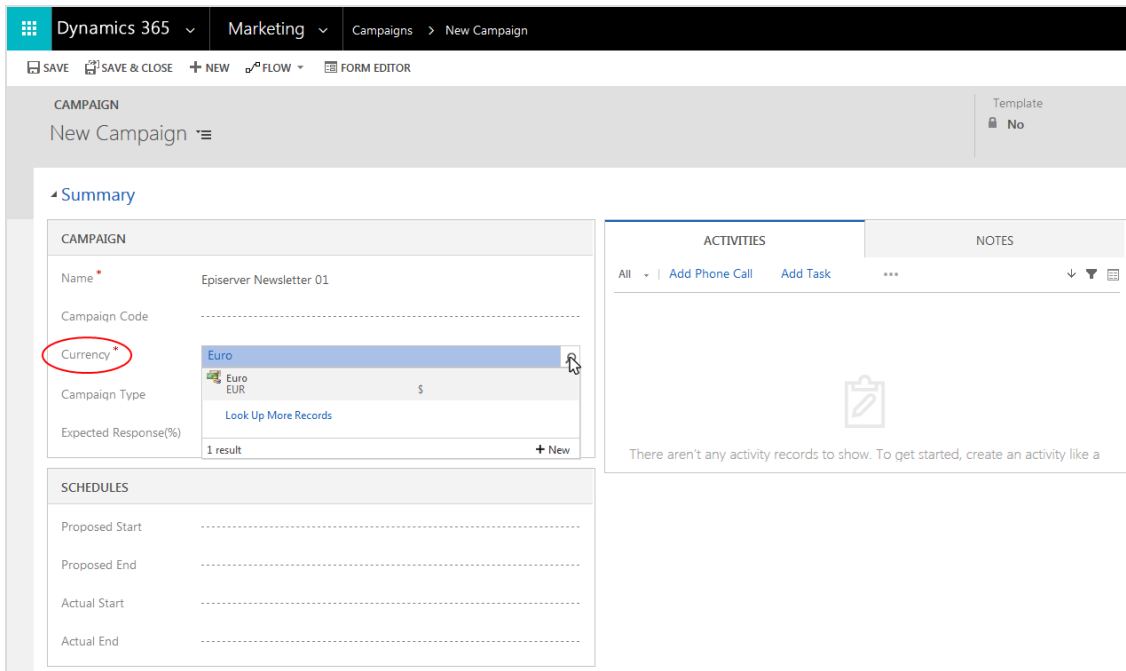 Dynamics 365 Marketing Campaigns > New Campaign
SAVE SAVE & CLOSE + NEW FLOW FORM EDITOR
CAMPAIGN
New Campaign
Template
No
Summary
CAMPAIGN
Name *
Episerver Newsletter 01
Campaign Code
Currency *
Euro
Euro
EUR $
Look Up More Records
1 result + New
Campaign Type
Expected Response(%)
ACTIVITIES NOTES
All | Add Phone Call Add Task •••
There aren't any activity records to show. To get started, create an activity like a
SCHEDULES
Proposed Start
Proposed End
Actual Start
Actual End